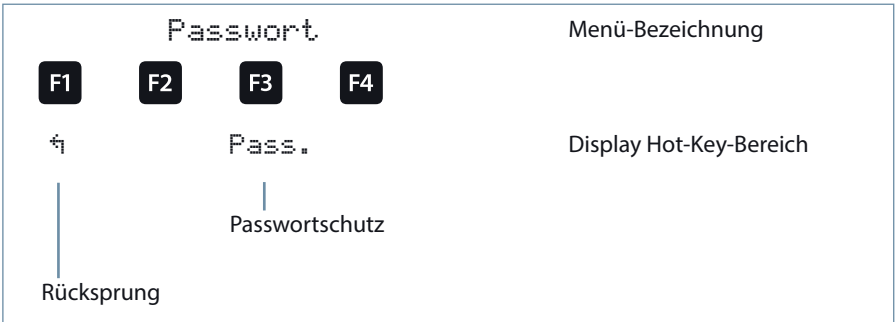 Passwort Menü-Bezeichnung
F1 F2 F3 F4
↰ Pass. Display Hot-Key-Bereich
Passwortschutz
Rücksprung